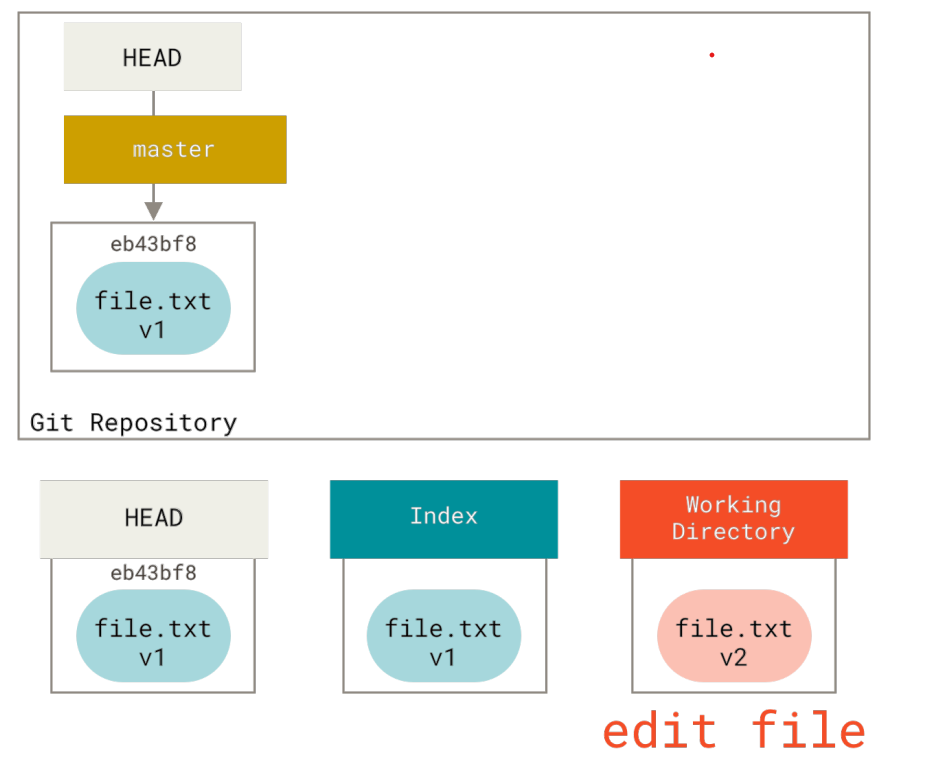 HEAD
master
eb43bf8
file.txt
v1
Git Repository
HEAD
eb43bf8
file.txt
v1
Index
file.txt
v1
Working
Directory
file.txt
v2
edit file